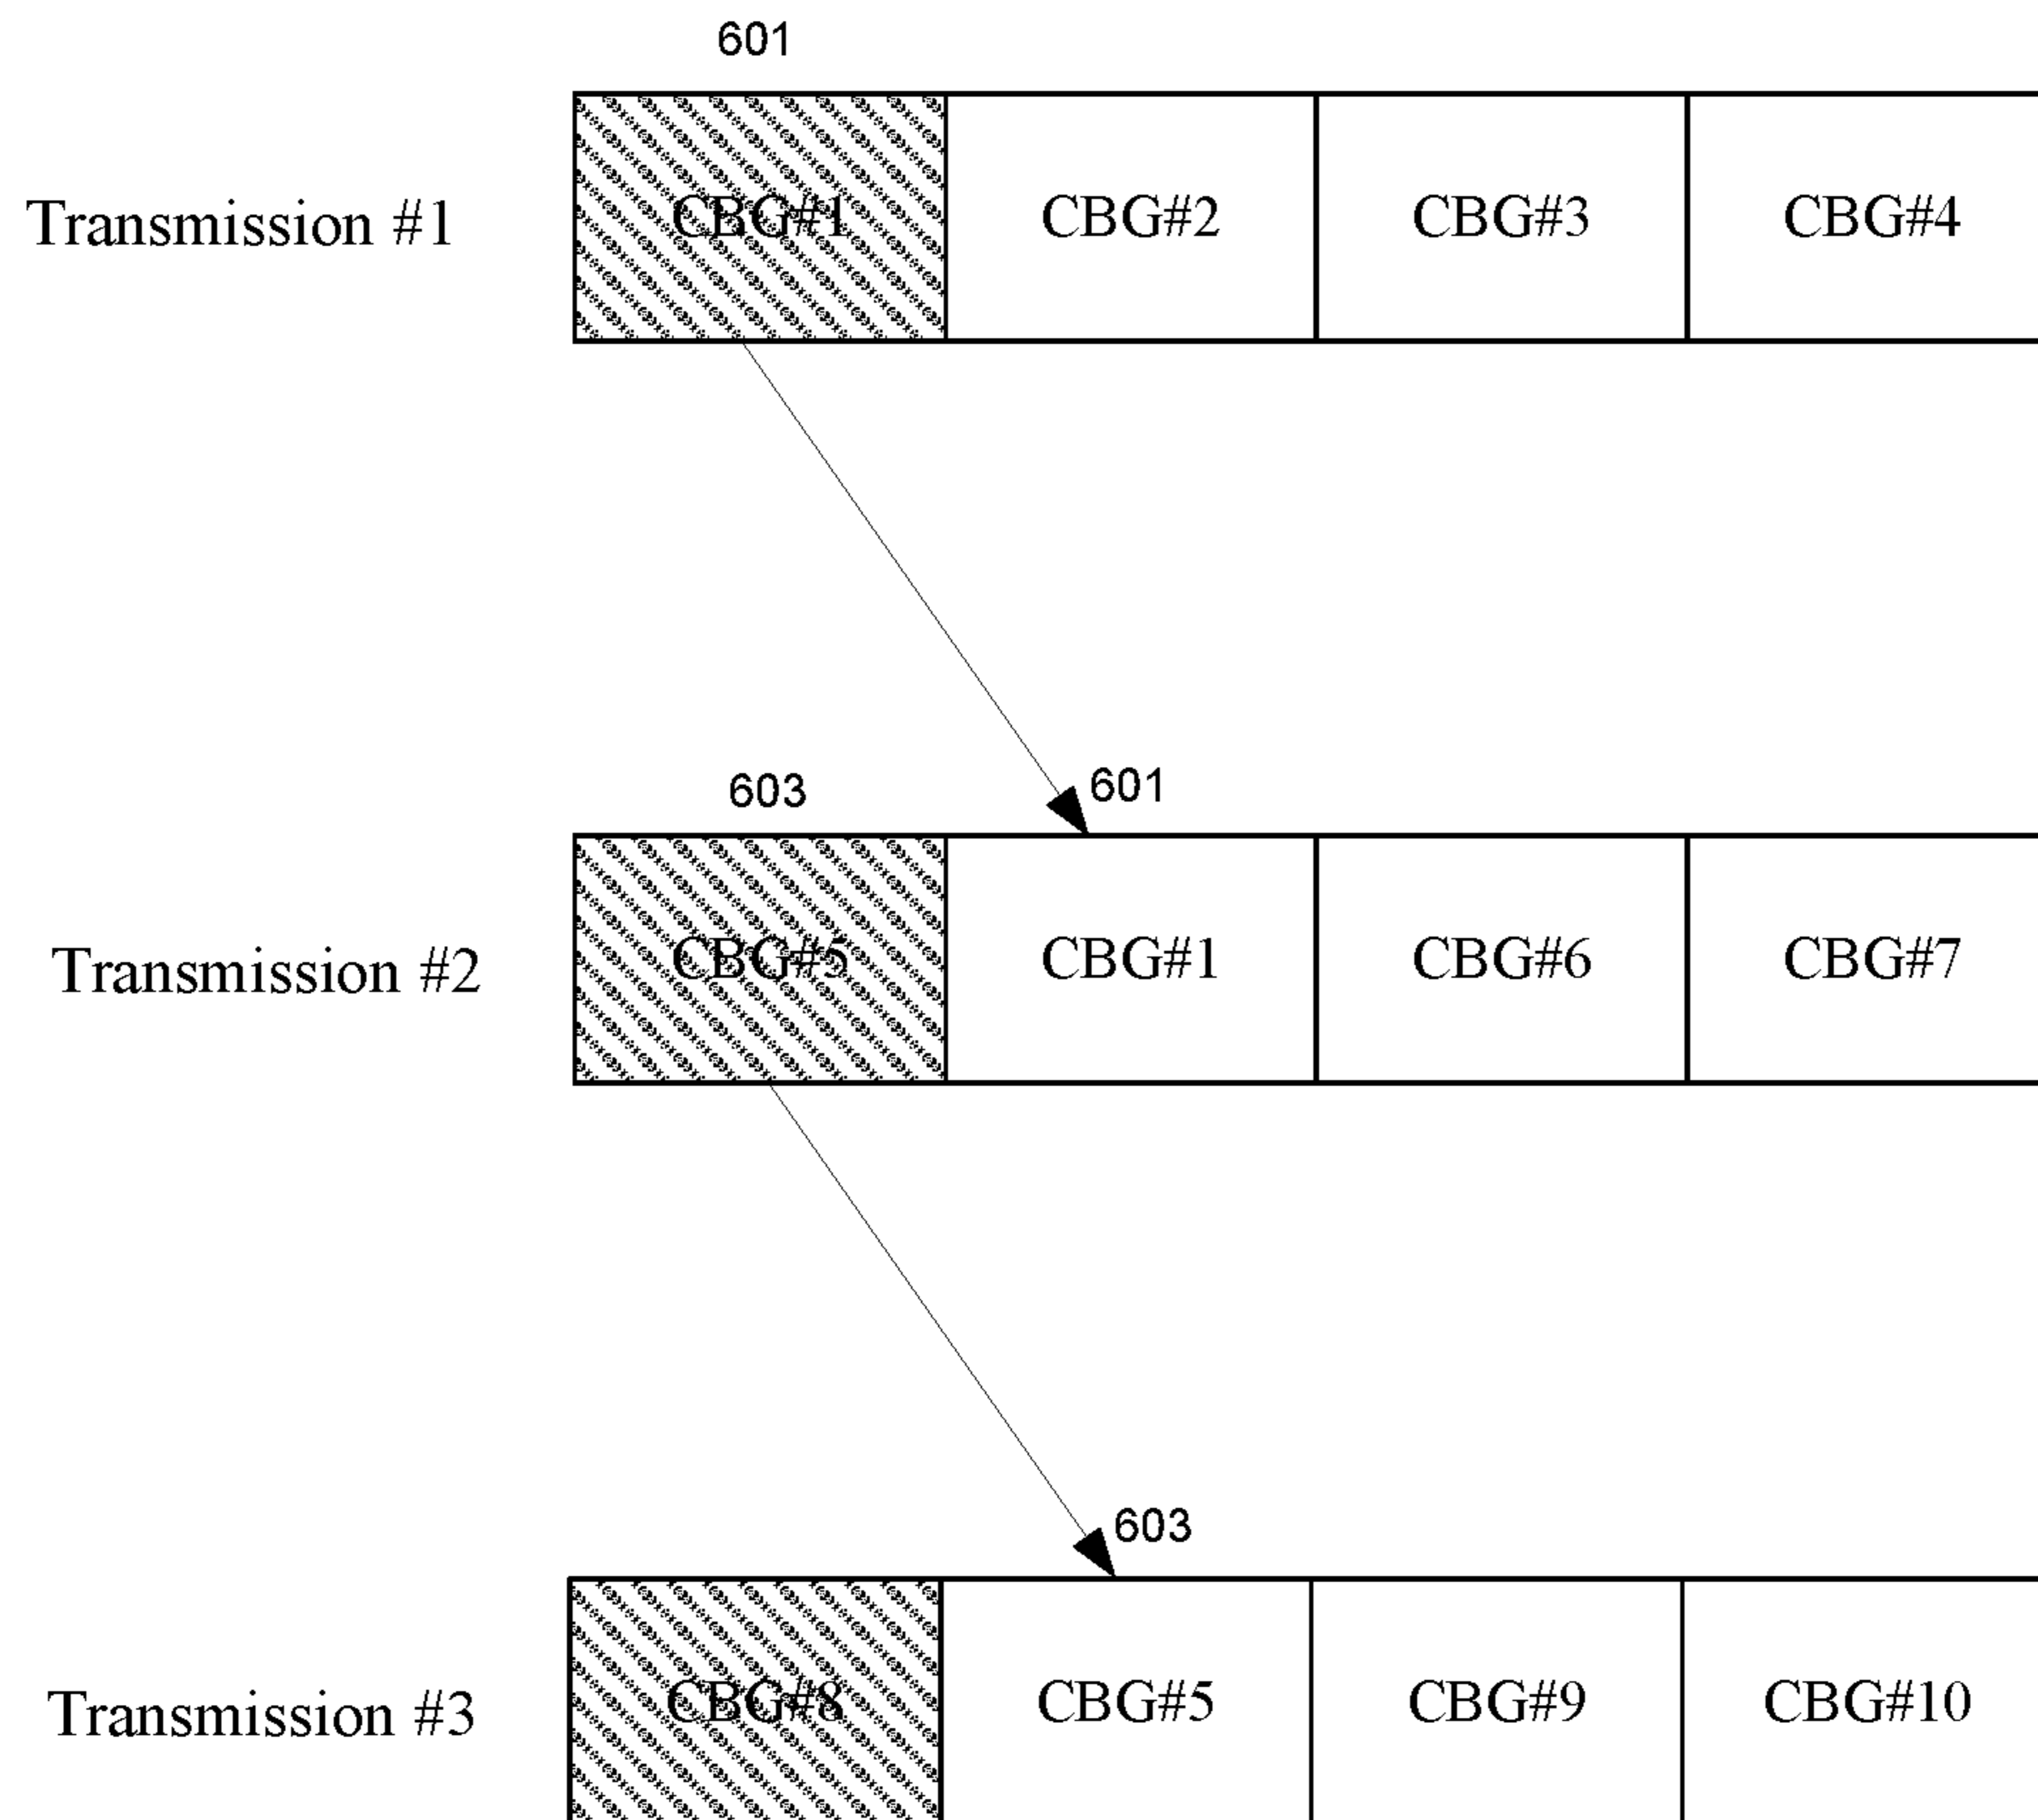 601
Transmission #1 CBG#1 CBG#2 CBG#3 CBG#4
603 601
Transmission #2 CBG#5 CBG#1 CBG#6 CBG#7
603
Transmission #3 CBG#8 CBG#5 CBG#9 CBG#10